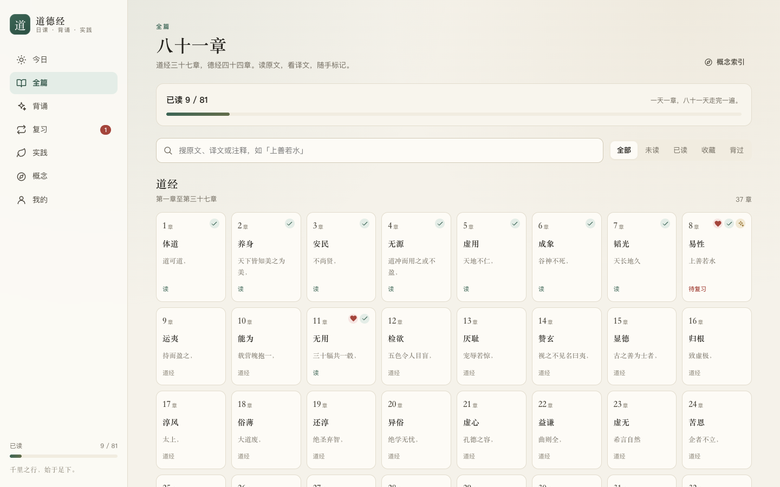 道
道德经
日课 · 背诵 · 实践
今日
全篇
背诵
复习
1
实践
概念
我的
已读
9 / 81
千里之行，始于足下。
全篇
八十一章
道经三十七章，德经四十四章。读原文，看译文，随手标记。
概念索引
已读 9 / 81
一天一章，八十一天走完一遍。
搜原文、译文或注释，如「上善若水」
全部
未读
已读
收藏
背过
道经
第一章至第三十七章
37 章
1 章
体道
道可道。
读
2 章
养身
天下皆知美之为
美。
读
3 章
安民
不尚贤。
读
4 章
无源
道冲而用之或不
盈。
读
5 章
虚用
天地不仁。
读
6 章
成象
谷神不死。
读
7 章
韬光
天长地久
读
8 章
易性
上善若水
待复习
9 章
运夷
持而盈之。
道经
10 章
能为
载营魄抱一。
道经
11 章
无用
三十辐共一毂。
读
12 章
检欲
五色令人目盲。
道经
13 章
厌耻
宠辱若惊。
道经
14 章
赞玄
视之不见名曰夷。
道经
15 章
显德
古之善为士者。
道经
16 章
归根
致虚极。
道经
17 章
淳风
太上。
道经
18 章
俗薄
大道废。
道经
19 章
还淳
绝圣弃智。
道经
20 章
异俗
绝学无忧。
道经
21 章
虚心
孔德之容。
道经
22 章
益谦
曲则全。
道经
23 章
虚无
希言自然
道经
24 章
苦恩
企者不立。
道经